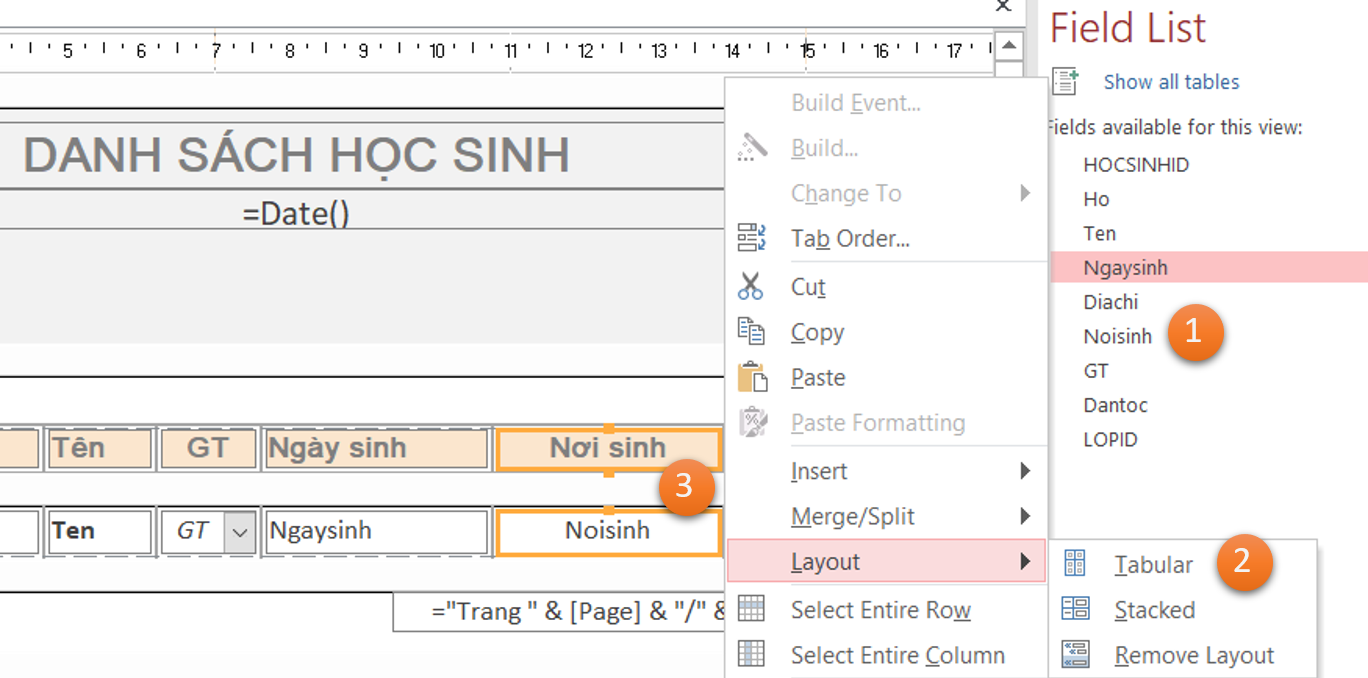 5 6 7 8 9 10 11 12 13 14 15 16 17
DANH SÁCH HỌC SINH
=Date()
Tên GT Ngày sinh Nơi sinh
3
Ten GT Ngaysinh Noisinh
="Trang " & [Page] & "/" &
Build Event...
Build...
Change To
Tab Order...
Cut
Copy
Paste
Paste Formatting
Insert
Merge/Split
Layout
Select Entire Row
Select Entire Column
Tabular 2
Stacked
Remove Layout
Field List
Show all tables
Fields available for this view:
HOCSINHID
Ho
Ten
Ngaysinh
Diachi
Noisinh 1
GT
Dantoc
LOPID